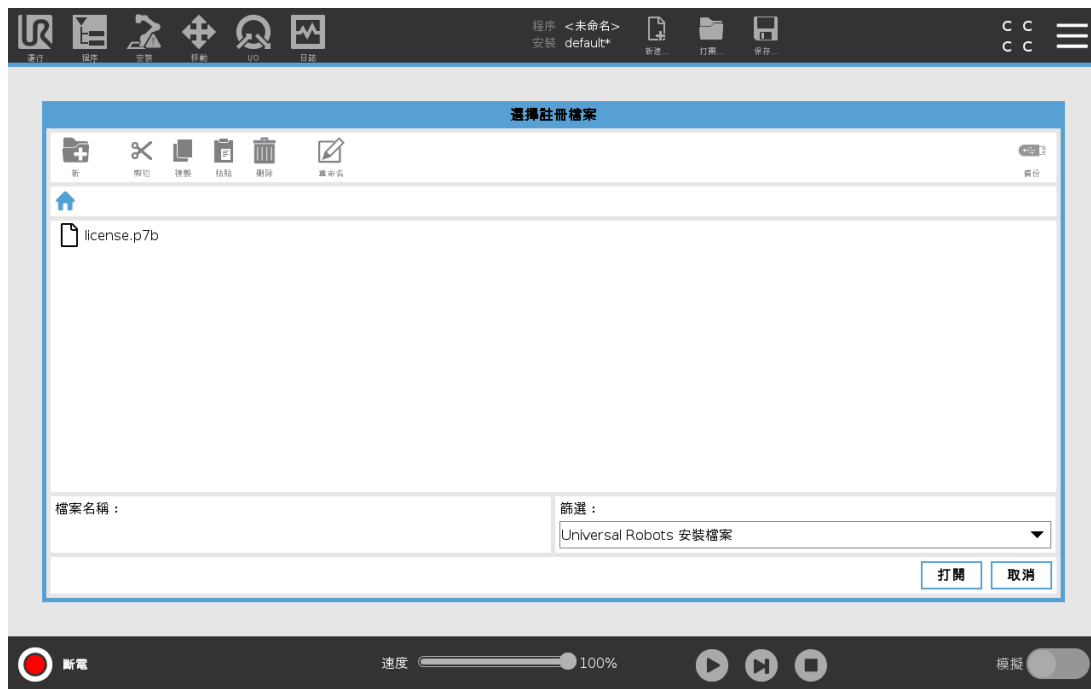 程序 <未命名>
安裝 default*
運行
程序
安裝
移動
I/O
日誌
新建...
打開...
保存...
C C
C C
選擇註冊檔案
新
剪切
複製
粘貼
刪除
重命名
備份
license.p7b
檔案名稱：
篩選：
Universal Robots 安裝檔案
打開
取消
斷電
速度
100%
模擬